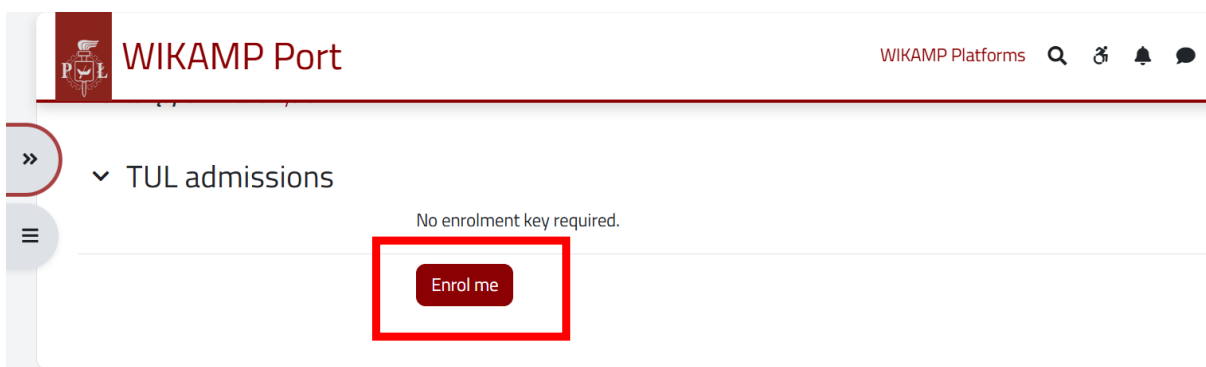 P Ł
WIKAMP Port
WIKAMP Platforms
TUL admissions
No enrolment key required.
Enrol me